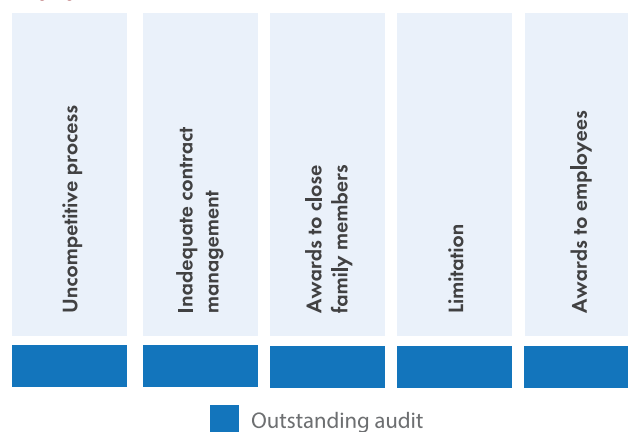 Uncompetitive process
Inadequate contract
management
Awards to close
family members
Limitation
Awards to employees
Outstanding audit